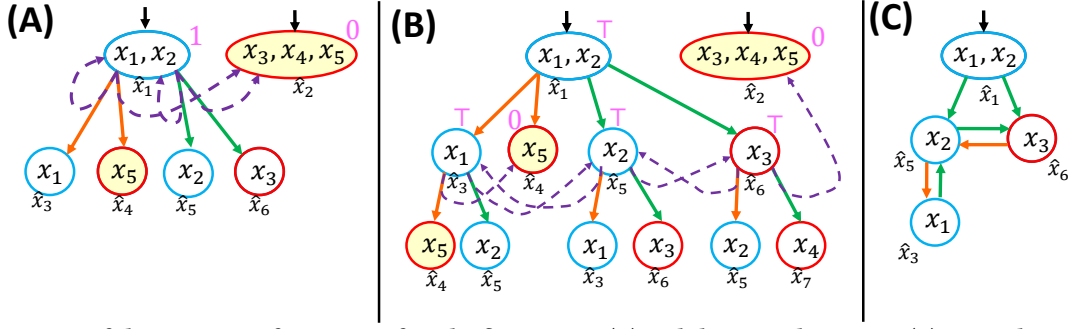 (A)
1
0
x₁, x₂
x₃, x₄, x₅
x̂₁
x̂₂
x₁
x₅
x₂
x₃
x̂₃
x̂₄
x̂₅
x̂₆
(B)
⊤
0
x₁, x₂
x₃, x₄, x₅
x̂₁
x̂₂
⊤
0
⊤
⊤
x₁
x₅
x₂
x₃
x̂₃
x̂₄
x̂₅
x̂₆
x₅
x₂
x₁
x₃
x₂
x₄
x̂₄
x̂₅
x̂₃
x̂₆
x̂₅
x̂₇
(C)
x₁, x₂
x̂₁
x₂
x₃
x̂₅
x̂₆
x₁
x̂₃